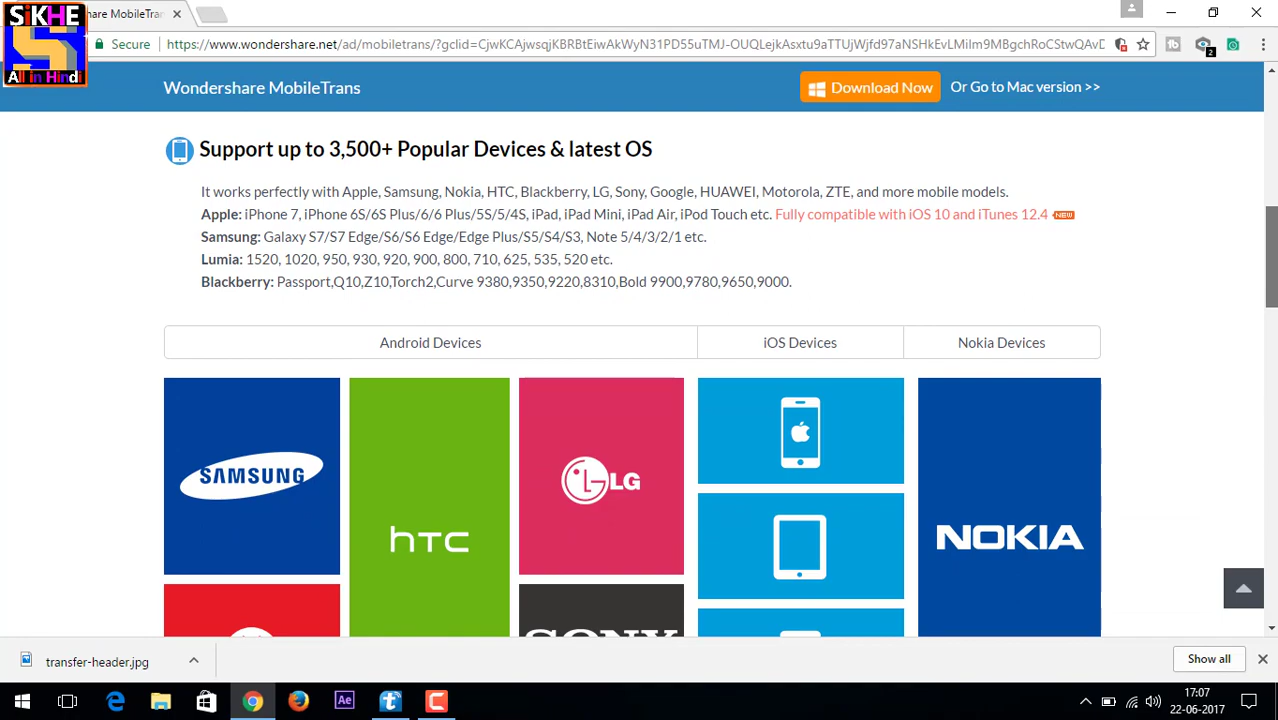 SiKHE
All in Hindi
share MobileTran
Secure
https://www.wondershare.net/ad/mobiletrans/?gclid=
2
Wondershare MobileTrans
Download Now
Or Go to Mac version >>
Support up to 3,500+ Popular Devices & latest OS
It works perfectly with Apple, Samsung, Nokia, HTC, Blackberry, LG, Sony, Google, HUAWEI, Motorola, ZTE, and more mobile models.
Apple: iPhone 7, iPhone 6S/6S Plus/6/6 Plus/5S/5/4S, iPad, iPad Mini, iPad Air, iPod Touch etc. Fully compatible with iOS 10 and iTunes 12.4 NEW
Samsung: Galaxy S7/S7 Edge/S6/S6 Edge/Edge Plus/S5/S4/S3, Note 5/4/3/2/1 etc.
Lumia: 1520, 1020, 950, 930, 920, 900, 800, 710, 625, 535, 520 etc.
Blackberry: Passport,Q10,Z10,Torch2,Curve 9380,9350,9220,8310,Bold 9900,9780,9650,9000.
Android Devices
iOS Devices
Nokia Devices
SAMSUNG
hTC
LG
NOKIA
SONY
transfer-header.jpg
Show all
Ae
17:07
22-06-2017